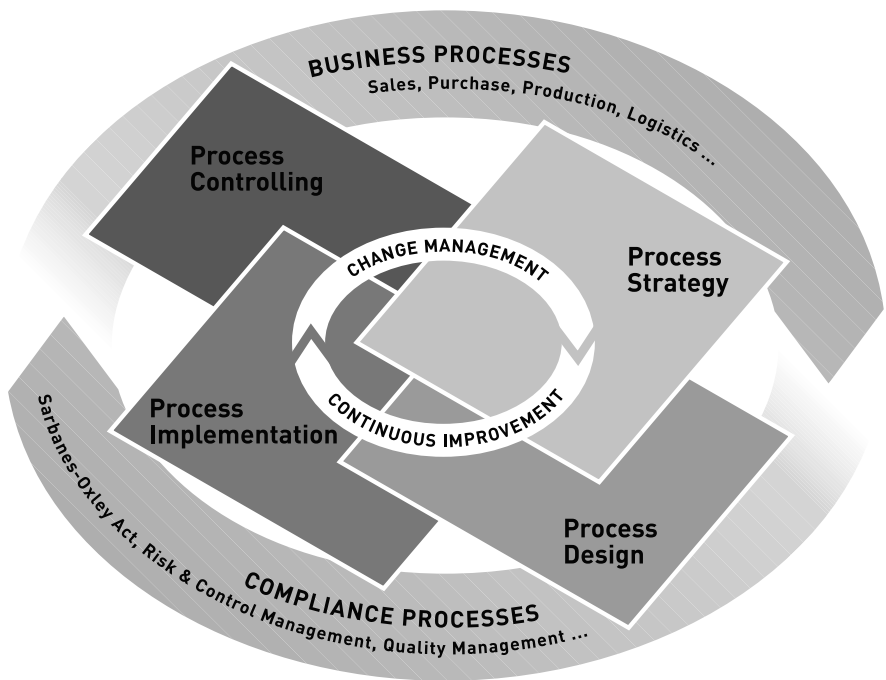 BUSINESS PROCESSES
Sales, Purchase, Production, Logistics ...
Process
Controlling
Process
Strategy
CHANGE MANAGEMENT
CONTINUOUS IMPROVEMENT
Process
Implementation
Process
Design
COMPLIANCE PROCESSES
Sarbanes-Oxley Act, Risk & Control Management, Quality Management ...